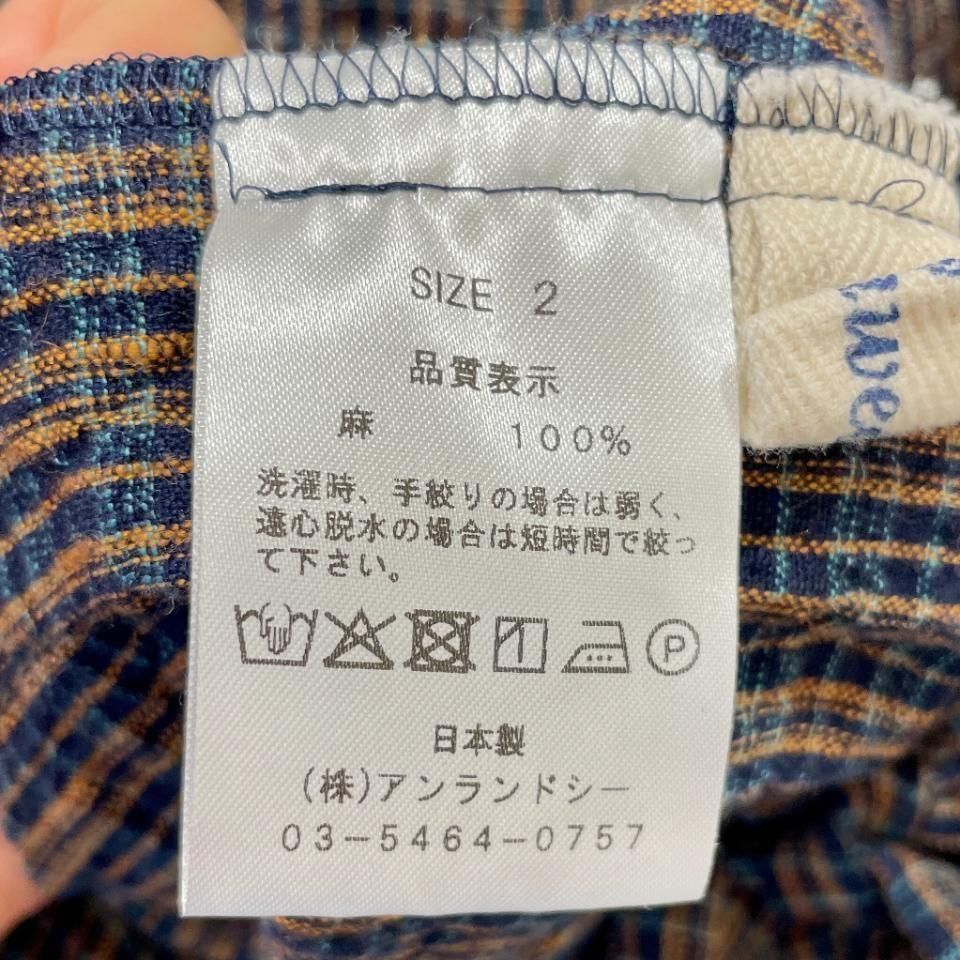 SIZE 2
品質表示
麻 100%
洗濯時、手絞りの場合は弱く、
遠心脱水の場合は短時間で絞っ
て下さい。
P
日本製
(株)アンランドシー
03-5464-0757